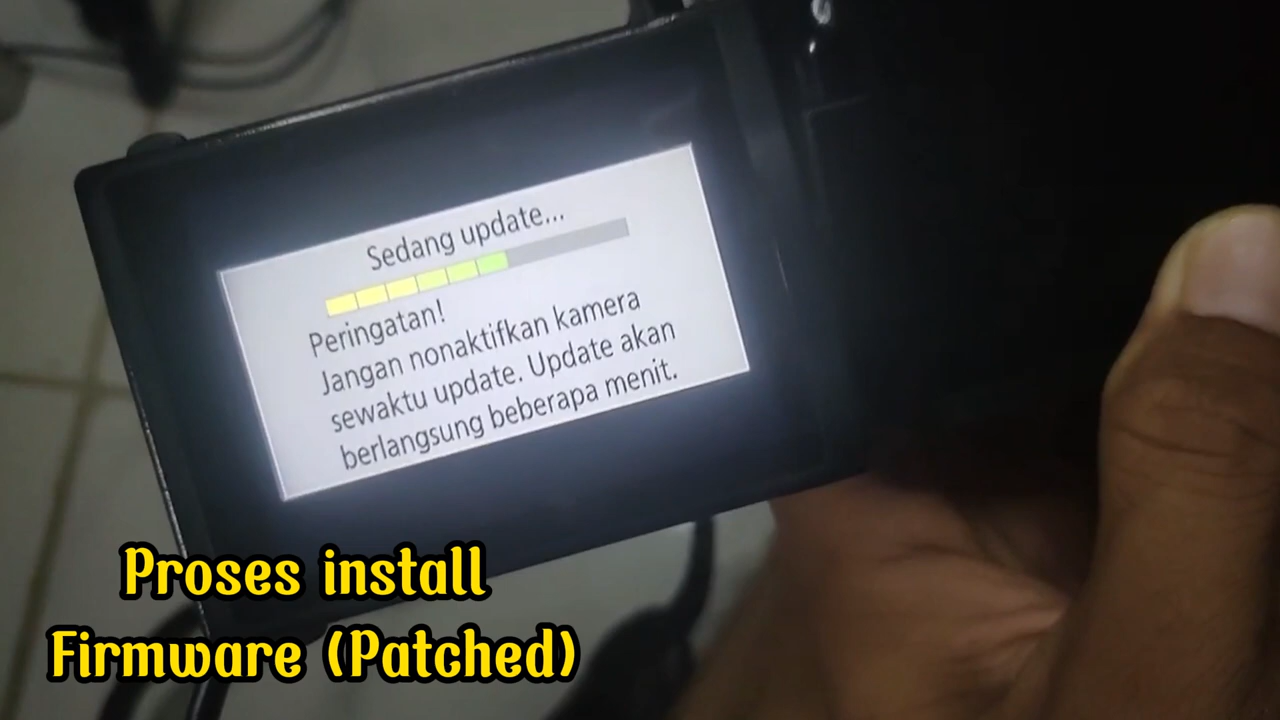 Sedang update...
Peringatan!
Jangan nonaktifkan kamera
sewaktu update. Update akan
berlangsung beberapa menit.
Proses install
Firmware (Patched)